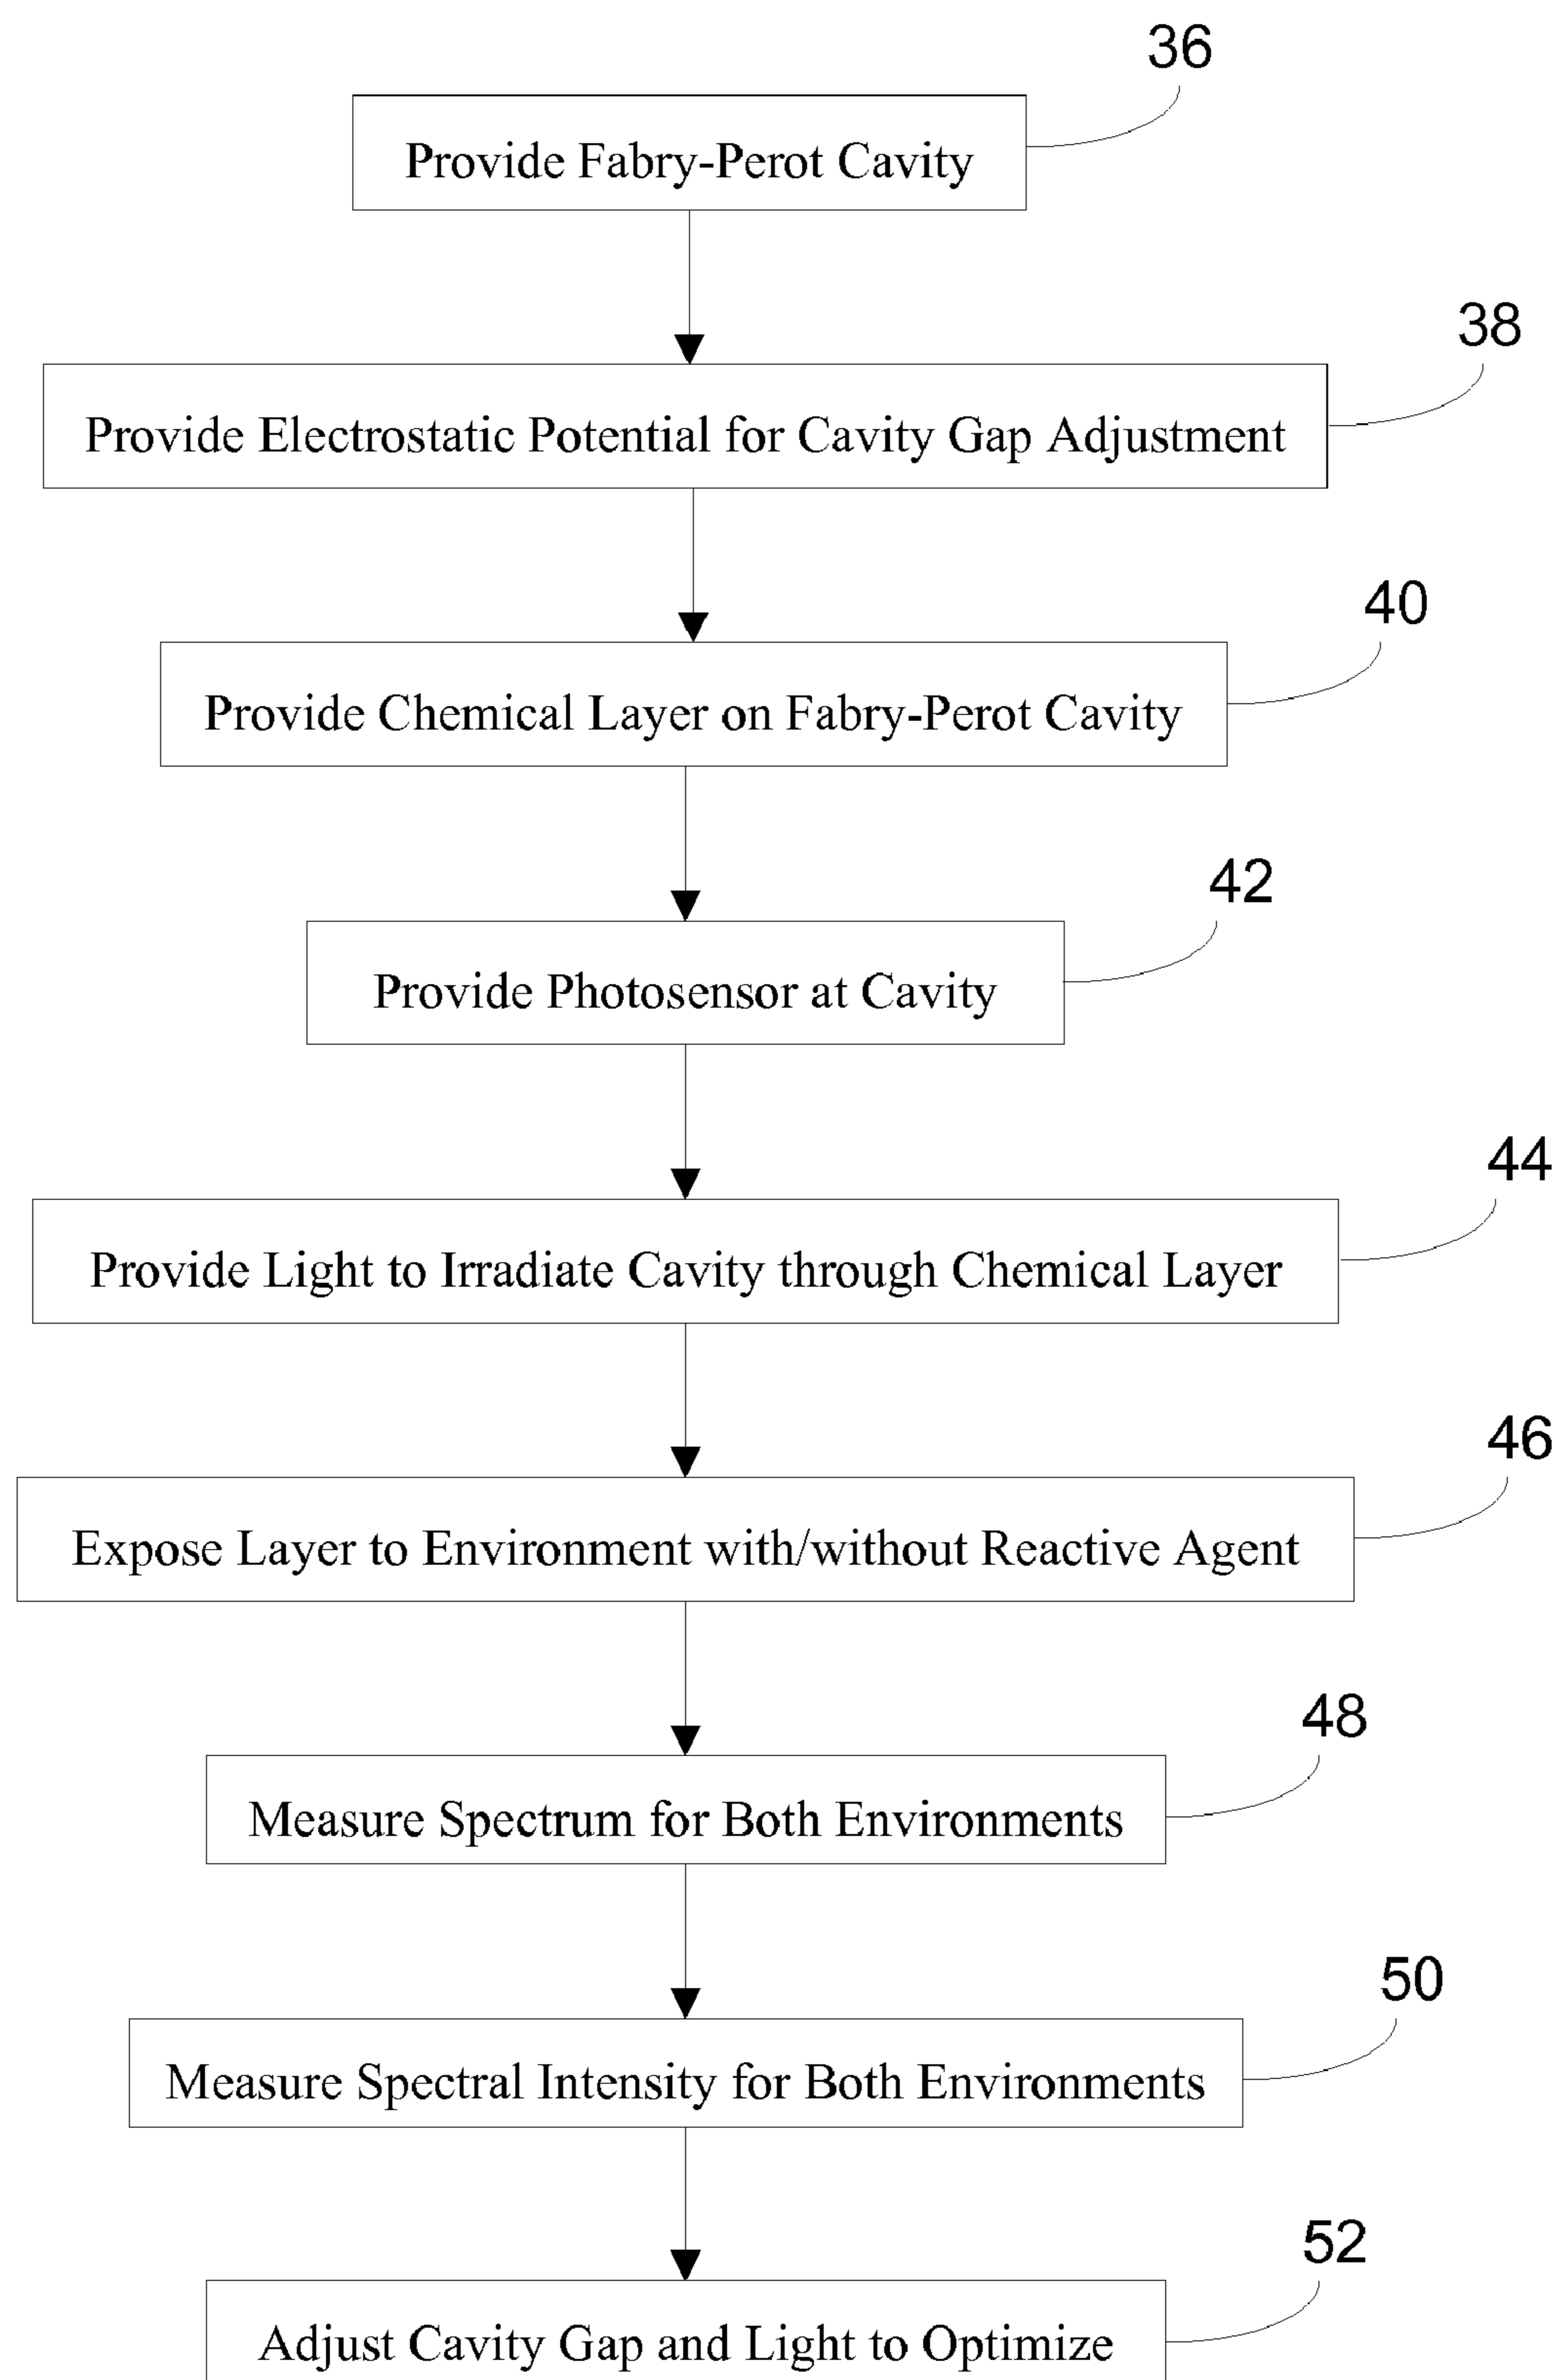 36
Provide Fabry-Perot Cavity
38
Provide Electrostatic Potential for Cavity Gap Adjustment
40
Provide Chemical Layer on Fabry-Perot Cavity
42
Provide Photosensor at Cavity
44
Provide Light to Irradiate Cavity through Chemical Layer
46
Expose Layer to Environment with/without Reactive Agent
48
Measure Spectrum for Both Environments
50
Measure Spectral Intensity for Both Environments
52
Adjust Cavity Gap and Light to Optimize